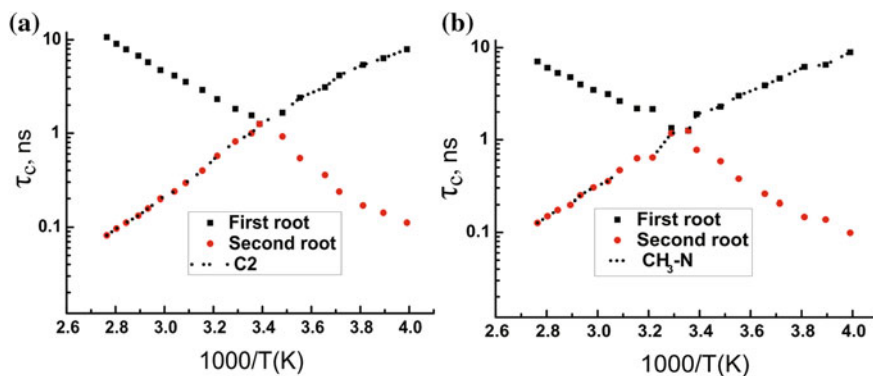 (a)
10
1
0.1
τc, ns
First root
Second root
C2
2.6 2.8 3.0 3.2 3.4 3.6 3.8 4.0
1000/T(K)
(b)
10
1
0.1
τc, ns
First root
Second root
CH3-N
2.6 2.8 3.0 3.2 3.4 3.6 3.8 4.0
1000/T(K)